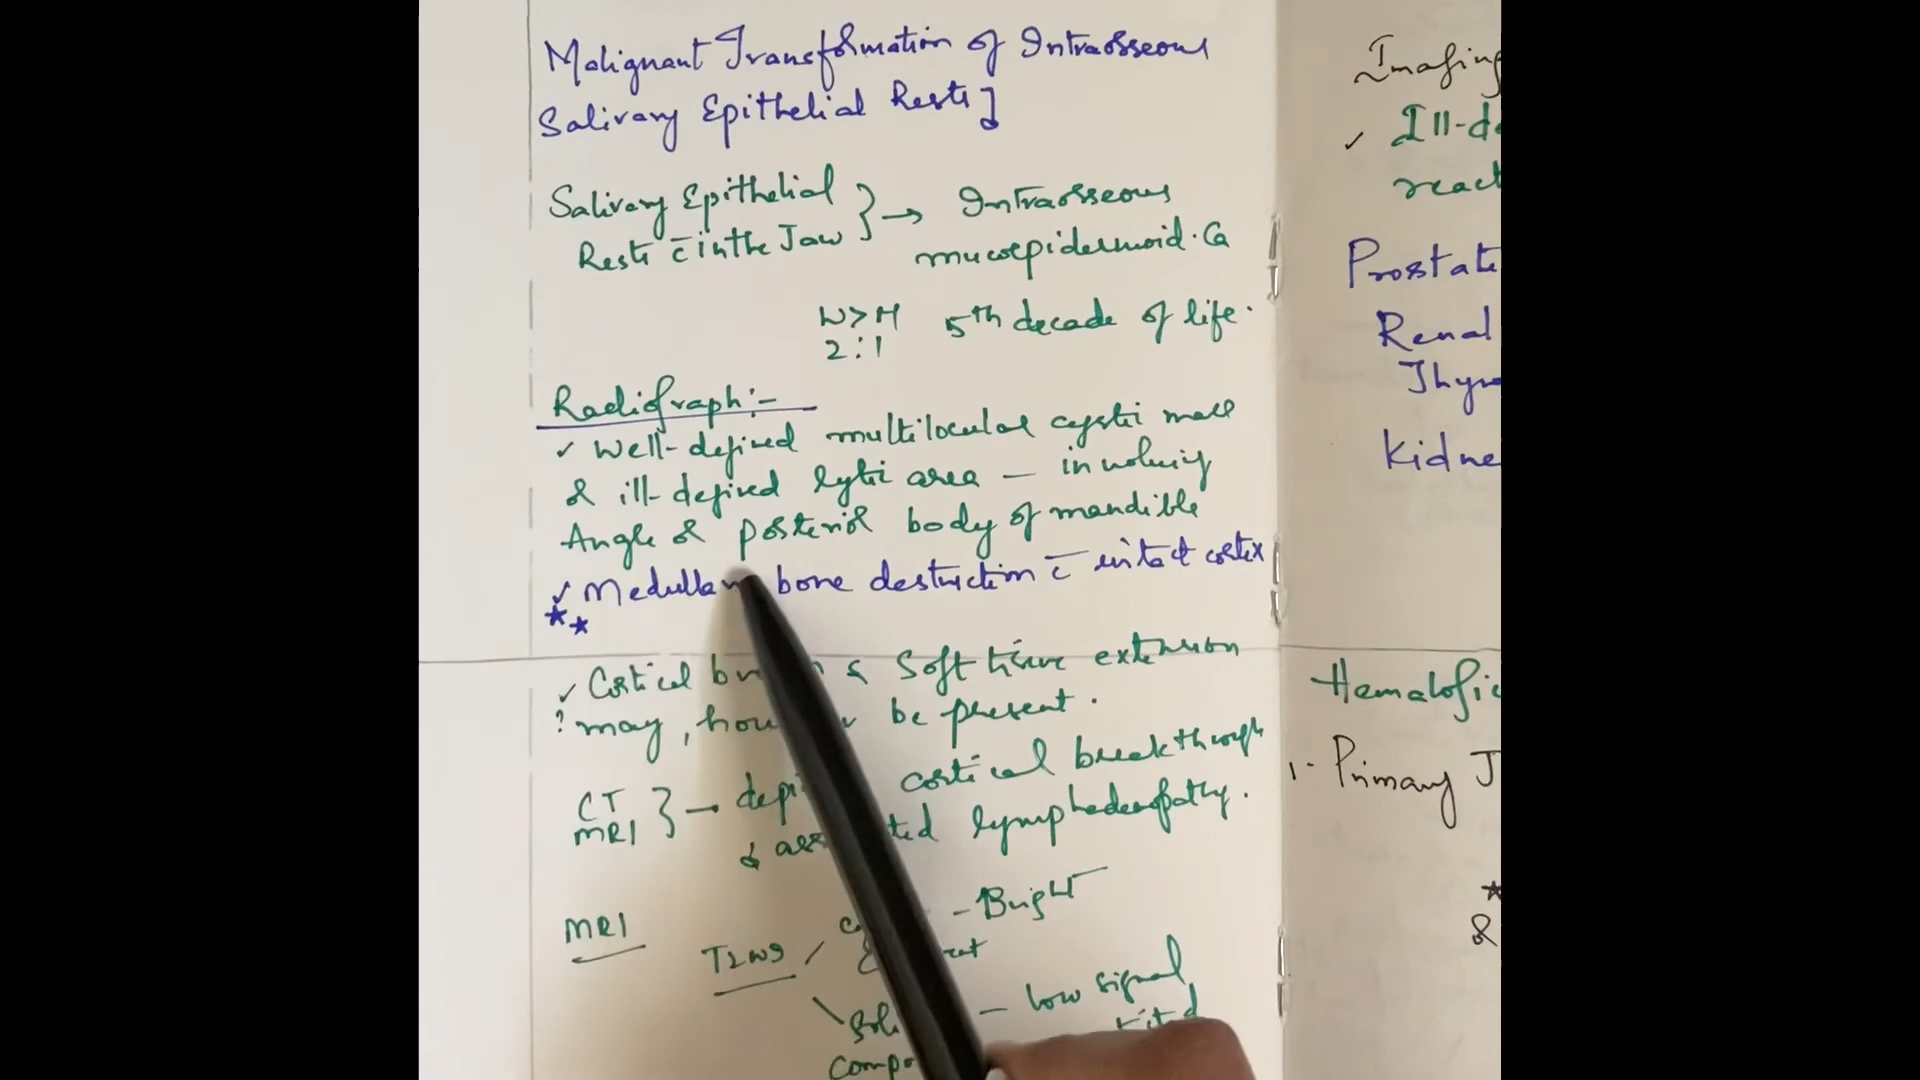 Malignant Transformation of Intraosseous
Salivary Epithelial Rests]
Salivary Epithelial
Rests c̄ in the Jaw } → Intraosseous
mucoepidermoid. Ca
W>M 5th decade of life.
2:1
Radiograph:-
✓ Well-defined multilocular cystic mass
& ill-defined lytic area — involving
Angle & posterior body of mandible
✓ Medullary bone destruction c̄ intact cortex
✓ Cortical & Soft tissue extension
? may, be present.
CT
MRI } → cortical breakthrough
& lymphadenopathy.
MRI
T2WS
- Bright
— low signal
Imaging
✓ Ill-de
react
Prostate
Renal
Thyro
Kidne
Hematologic
1. Primary J
&